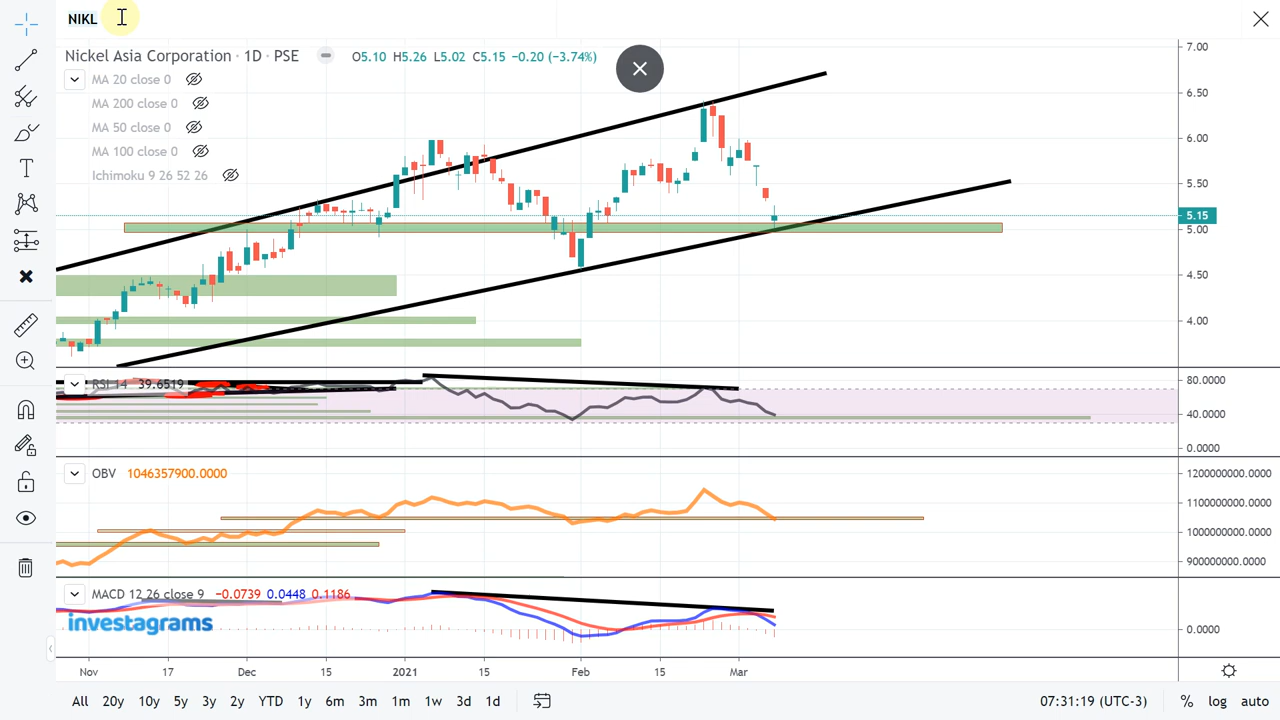 NIKL
Nickel Asia Corporation · 1D · PSE O5.10 H5.26 L5.02 C5.15 −0.20 (−3.74%)
MA 20 close 0
MA 200 close 0
MA 50 close 0
MA 100 close 0
Ichimoku 9 26 52 26
7.00
6.50
6.00
5.50
5.15
5.00
4.50
4.00
RSI 14 39.6519
80.0000
40.0000
0.0000
OBV 1046357900.0000
1200000000.0000
1100000000.0000
1000000000.0000
900000000.0000
MACD 12 26 close 9 −0.0739 0.0448 0.1186
investagrams
0.0000
Nov 17 Dec 15 2021 15 Feb 15 Mar
All 20y 10y 5y 3y 2y YTD 1y 6m 3m 1m 1w 3d 1d 07:31:19 (UTC-3) % log auto